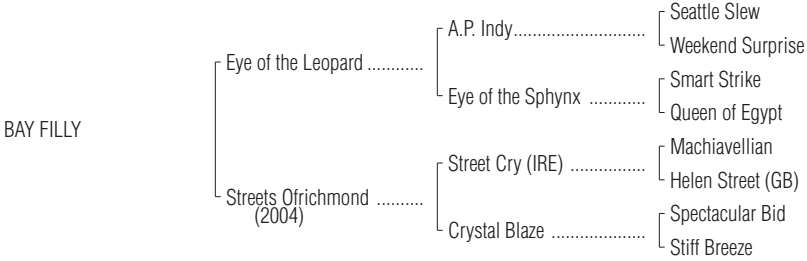 Seattle Slew
A.P. Indy..............................
Weekend Surprise
Eye of the Leopard ............
Smart Strike
Eye of the Sphynx .............
Queen of Egypt
BAY FILLY
Machiavellian
Street Cry (IRE) .................
Helen Street (GB)
Streets Ofrichmond ..........
(2004)
Spectacular Bid
Crystal Blaze .....................
Stiff Breeze